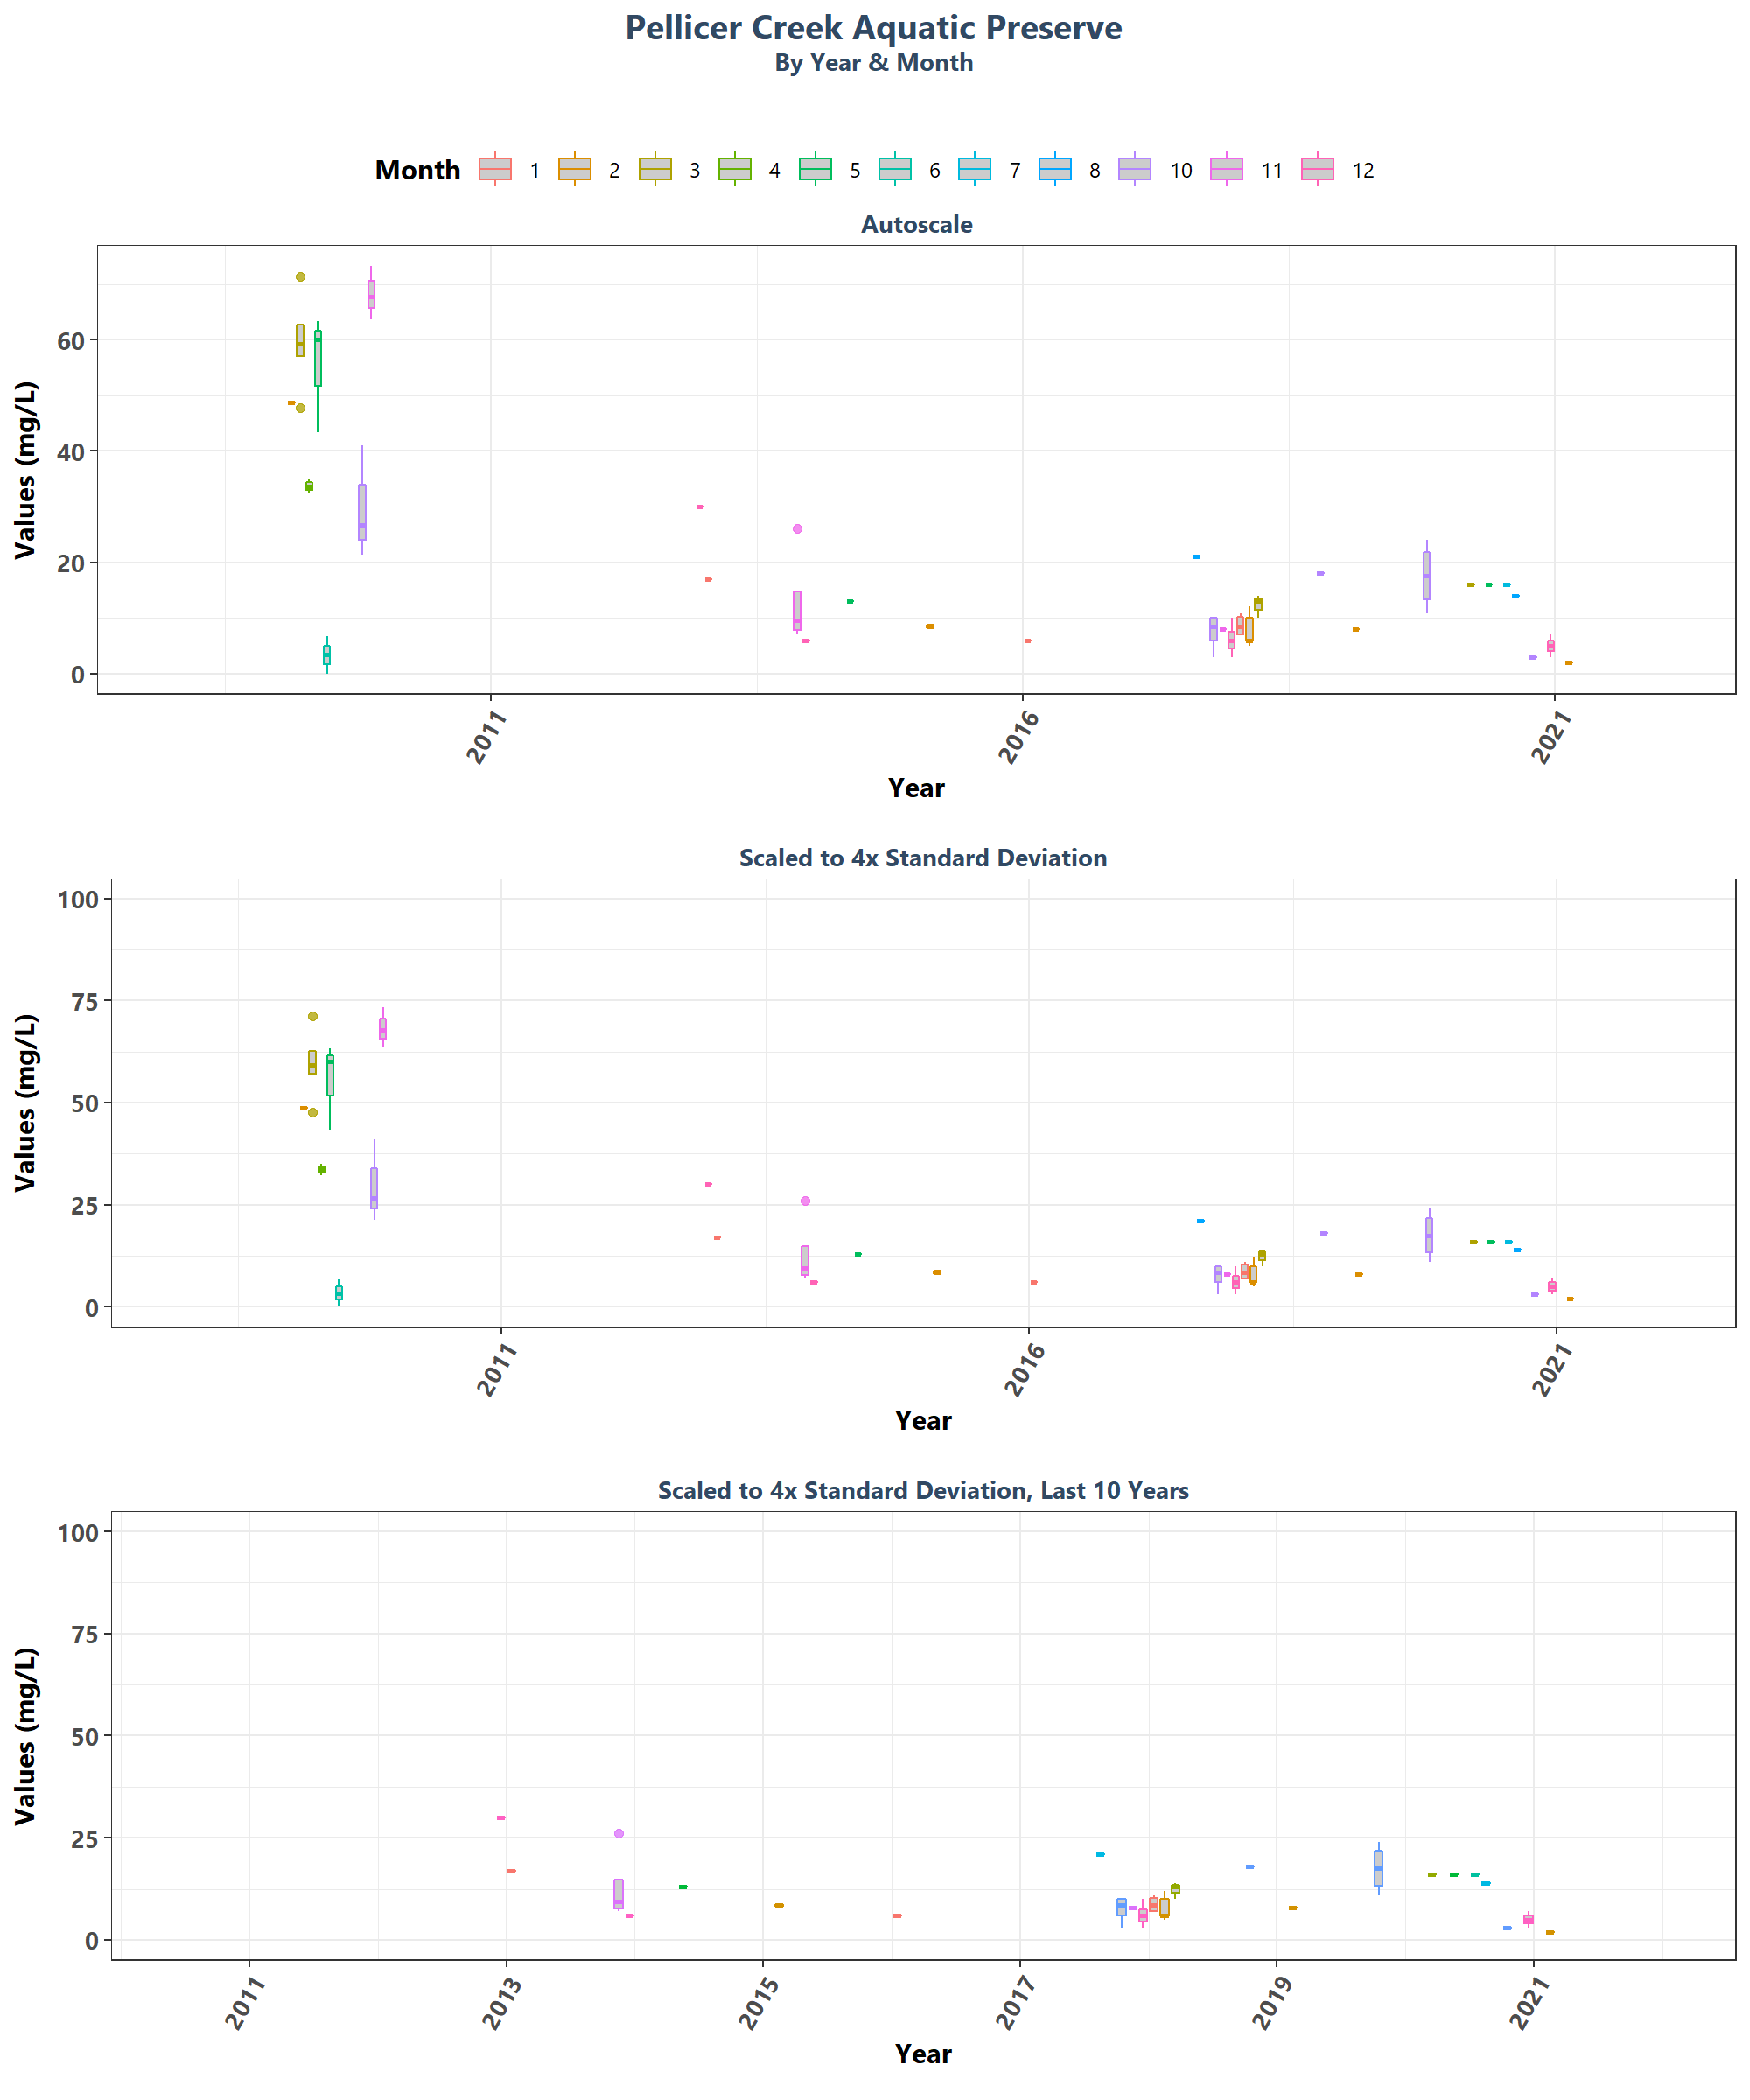 Pellicer Creek Aquatic Preserve
By Year & Month
Month 1 2 3 4 5 6 7 8 10 11 12
Autoscale
Values (mg/L)
60
40
20
0
2011 2016 2021
Year
Scaled to 4x Standard Deviation
Values (mg/L)
100
75
50
25
0
2011 2016 2021
Year
Scaled to 4x Standard Deviation, Last 10 Years
Values (mg/L)
100
75
50
25
0
2011 2013 2015 2017 2019 2021
Year